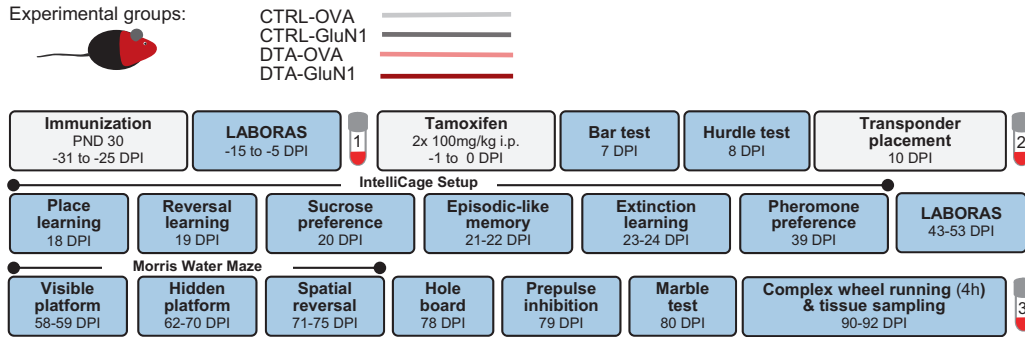 Experimental groups:
CTRL-OVA
CTRL-GluN1
DTA-OVA
DTA-GluN1
Immunization
PND 30
-31 to -25 DPI
LABORAS
-15 to -5 DPI
1
Tamoxifen
2x 100mg/kg i.p.
-1 to 0 DPI
Bar test
7 DPI
Hurdle test
8 DPI
Transponder
placement
10 DPI
2
IntelliCage Setup
Place
learning
18 DPI
Reversal
learning
19 DPI
Sucrose
preference
20 DPI
Episodic-like
memory
21-22 DPI
Extinction
learning
23-24 DPI
Pheromone
preference
39 DPI
LABORAS
43-53 DPI
Morris Water Maze
Visible
platform
58-59 DPI
Hidden
platform
62-70 DPI
Spatial
reversal
71-75 DPI
Hole
board
78 DPI
Prepulse
inhibition
79 DPI
Marble
test
80 DPI
Complex wheel running (4h)
& tissue sampling
90-92 DPI
3